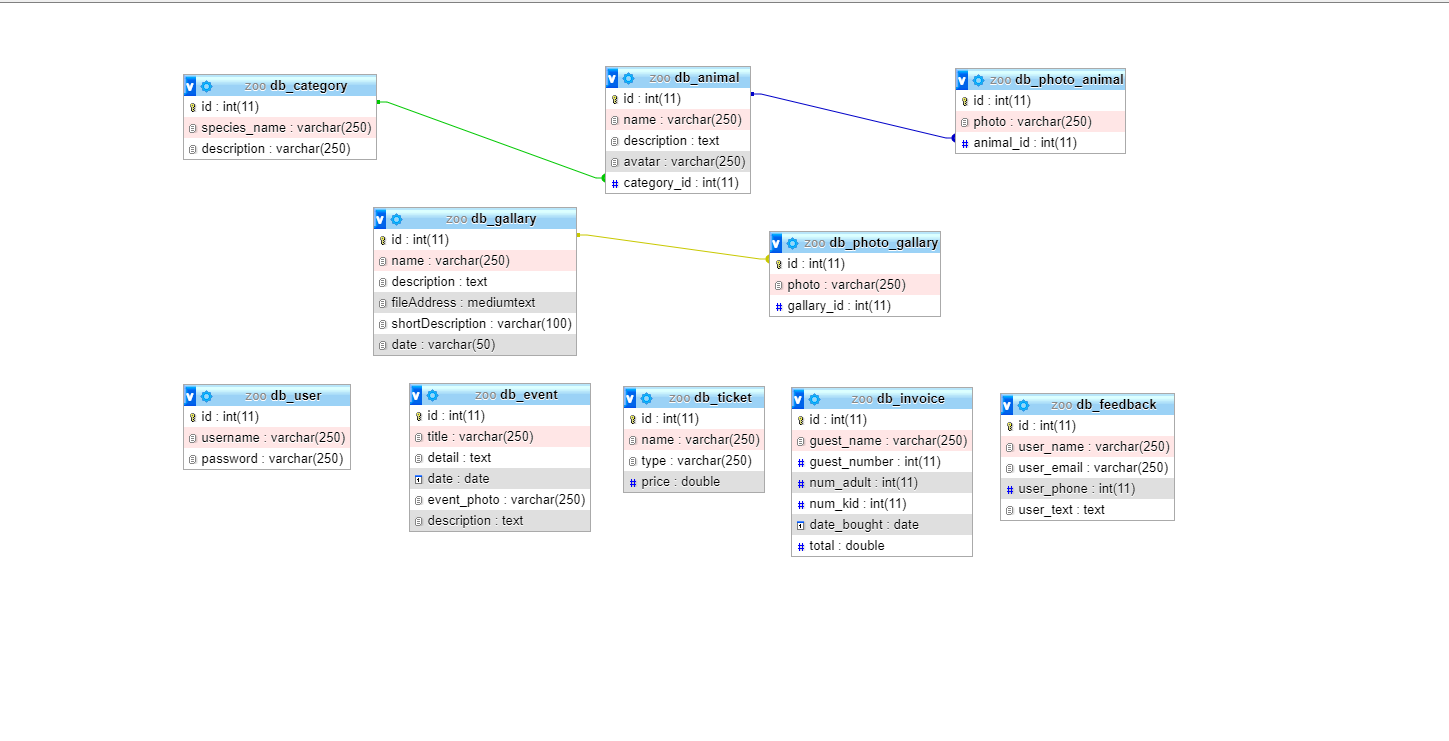 zoo db_category
id : int(11)
species_name : varchar(250)
description : varchar(250)
zoo db_animal
id : int(11)
name : varchar(250)
description : text
avatar : varchar(250)
category_id : int(11)
zoo db_photo_animal
id : int(11)
photo : varchar(250)
animal_id : int(11)
zoo db_gallary
id : int(11)
name : varchar(250)
description : text
fileAddress : mediumtext
shortDescription : varchar(100)
date : varchar(50)
zoo db_photo_gallary
id : int(11)
photo : varchar(250)
gallary_id : int(11)
zoo db_user
id : int(11)
username : varchar(250)
password : varchar(250)
zoo db_event
id : int(11)
title : varchar(250)
detail : text
date : date
event_photo : varchar(250)
description : text
zoo db_ticket
id : int(11)
name : varchar(250)
type : varchar(250)
price : double
zoo db_invoice
id : int(11)
guest_name : varchar(250)
guest_number : int(11)
num_adult : int(11)
num_kid : int(11)
date_bought : date
total : double
zoo db_feedback
id : int(11)
user_name : varchar(250)
user_email : varchar(250)
user_phone : int(11)
user_text : text